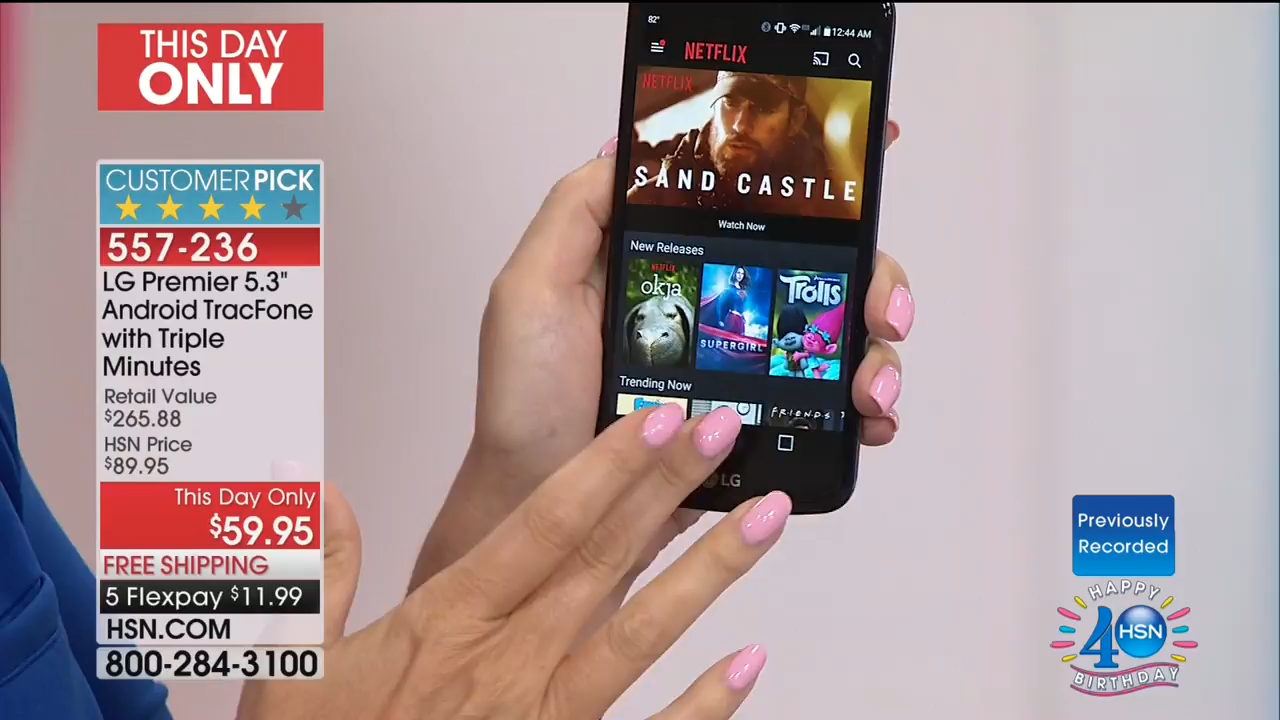 THIS DAY
ONLY
CUSTOMER PICK
557-236
LG Premier 5.3"
Android TracFone
with Triple
Minutes
Retail Value
$265.88
HSN Price
$89.95
This Day Only
$59.95
FREE SHIPPING
5 Flexpay $11.99
HSN.COM
800-284-3100
82°
12:44 AM
NETFLIX
NETFLIX
SAND CASTLE
Watch Now
New Releases
NETFLIX
okja
SUPERGIRL
Trolls
Trending Now
FRIENDS
LG
Previously
Recorded
HAPPY
40
HSN
BIRTHDAY